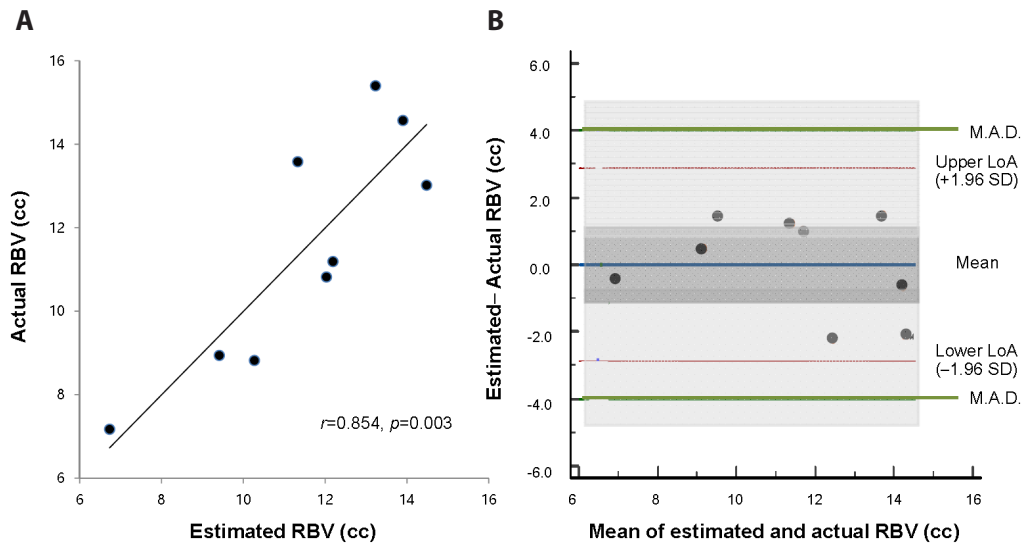 A
16
14
12
10
8
6
6
8
10
12
14
16
Actual RBV (cc)
Estimated RBV (cc)
r=0.854, p=0.003
B
6.0
4.0
2.0
0.0
-2.0
-4.0
-6.0
6
8
10
12
14
16
Estimated– Actual RBV (cc)
Mean of estimated and actual RBV (cc)
M.A.D.
Upper LoA
(+1.96 SD)
Mean
Lower LoA
(–1.96 SD)
M.A.D.